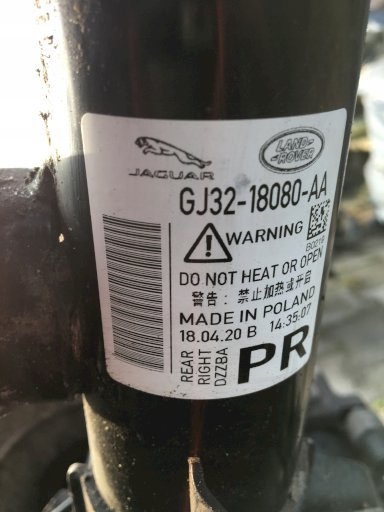 JAGUAR
LAND-
-ROVER
GJ32-18080-AA
WARNING
DO NOT HEAT OR OPEN
警告：禁止加热或开启
MADE IN POLAND
18.04.20 B 14:35:07
REAR
RIGHT
DZZBA
PR